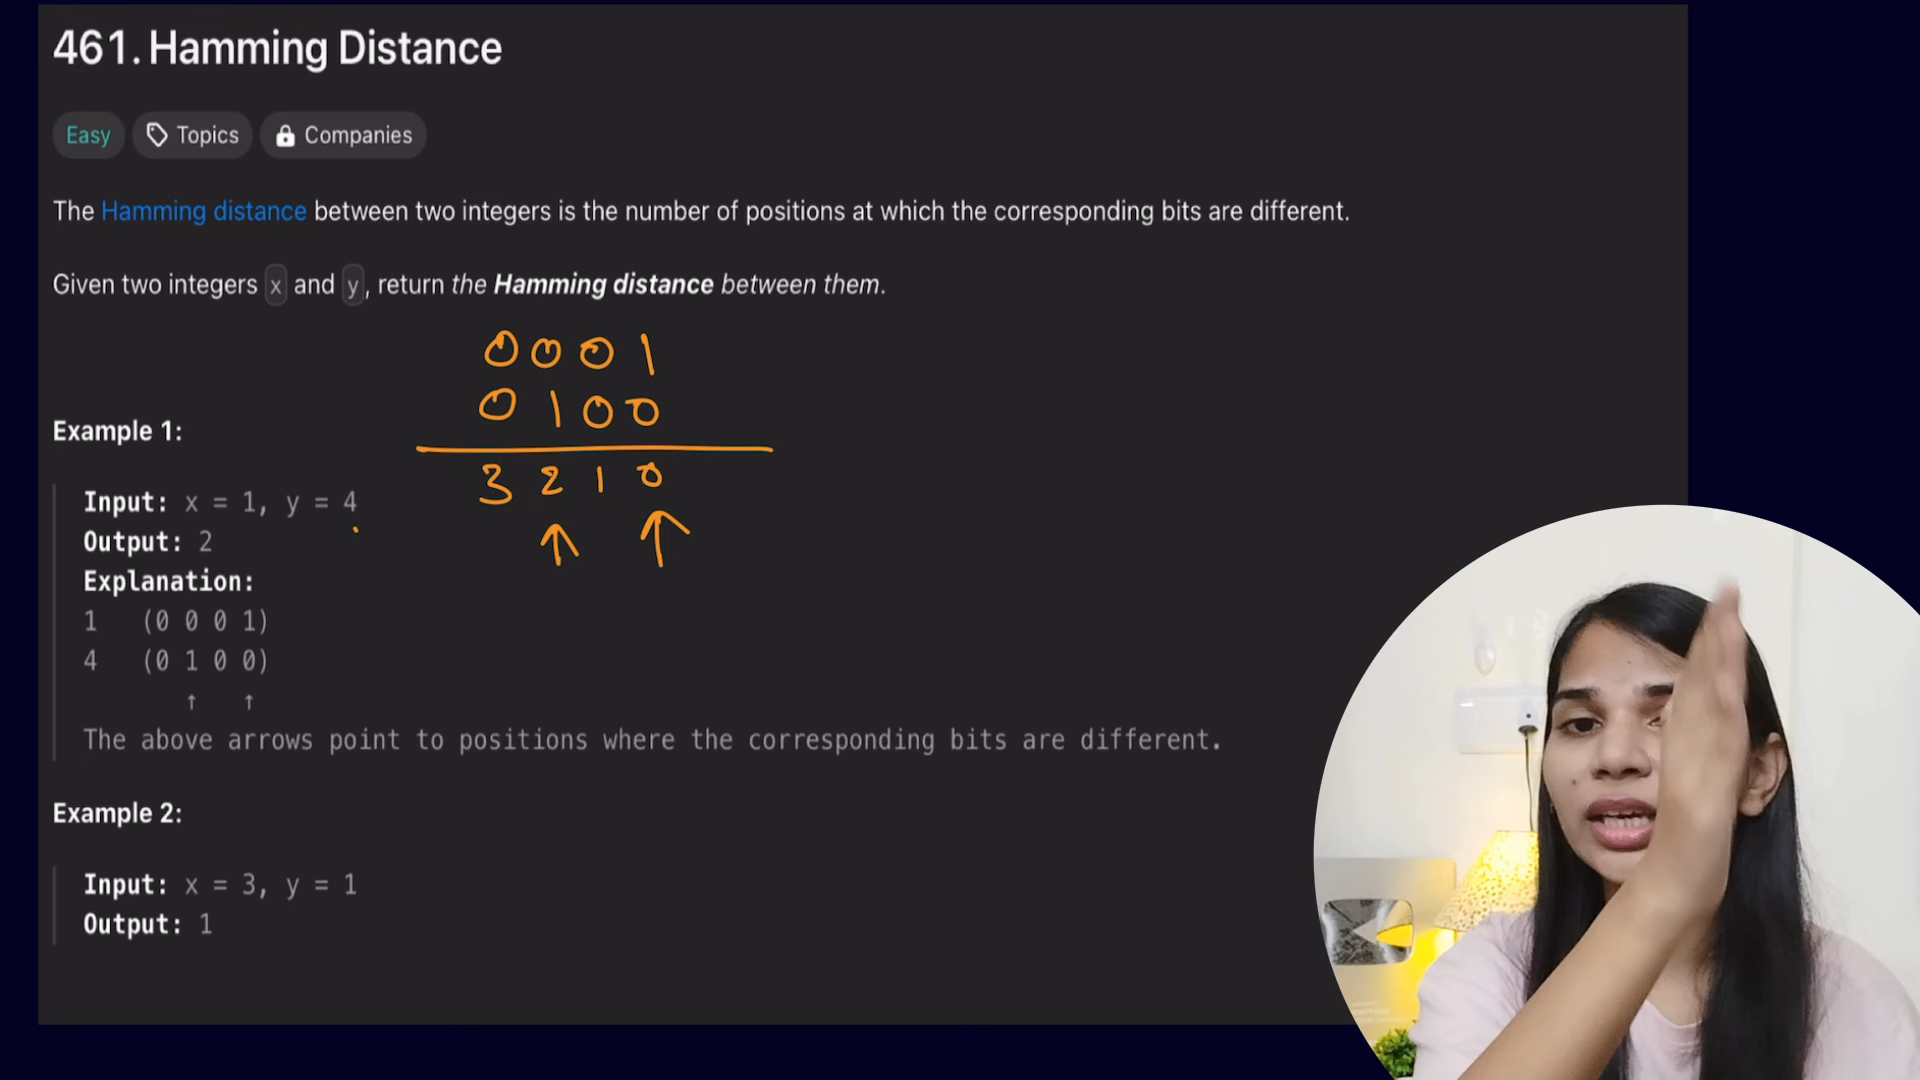 461. Hamming Distance
Easy Topics Companies
The Hamming distance between two integers is the number of positions at which the corresponding bits are different.
Given two integers x and y, return the Hamming distance between them.
0 0 0 1
0 1 0 0
3 2 1 0
↑ ↑
Example 1:
Input: x = 1, y = 4
Output: 2
Explanation:
1 (0 0 0 1)
4 (0 1 0 0)
↑ ↑
The above arrows point to positions where the corresponding bits are different.
Example 2:
Input: x = 3, y = 1
Output: 1